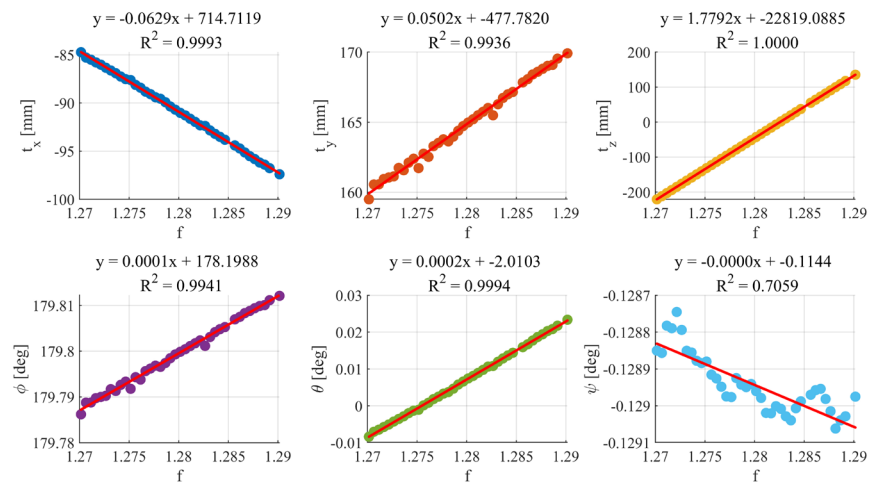 y = -0.0629x + 714.7119
R² = 0.9993
-85
-90
-95
-100
t_x [mm]
1.27 1.275 1.28 1.285 1.29
f
y = 0.0502x + -477.7820
R² = 0.9936
170
165
160
t_y [mm]
1.27 1.275 1.28 1.285 1.29
f
y = 1.7792x + -22819.0885
R² = 1.0000
200
100
0
-100
-200
t_z [mm]
1.27 1.275 1.28 1.285 1.29
f
y = 0.0001x + 178.1988
R² = 0.9941
179.81
179.8
179.79
179.78
ϕ [deg]
1.27 1.275 1.28 1.285 1.29
f
y = 0.0002x + -2.0103
R² = 0.9994
0.03
0.02
0.01
0
-0.01
θ [deg]
1.27 1.275 1.28 1.285 1.29
f
y = -0.0000x + -0.1144
R² = 0.7059
-0.1287
-0.1288
-0.1289
-0.129
-0.1291
ψ [deg]
1.27 1.275 1.28 1.285 1.29
f